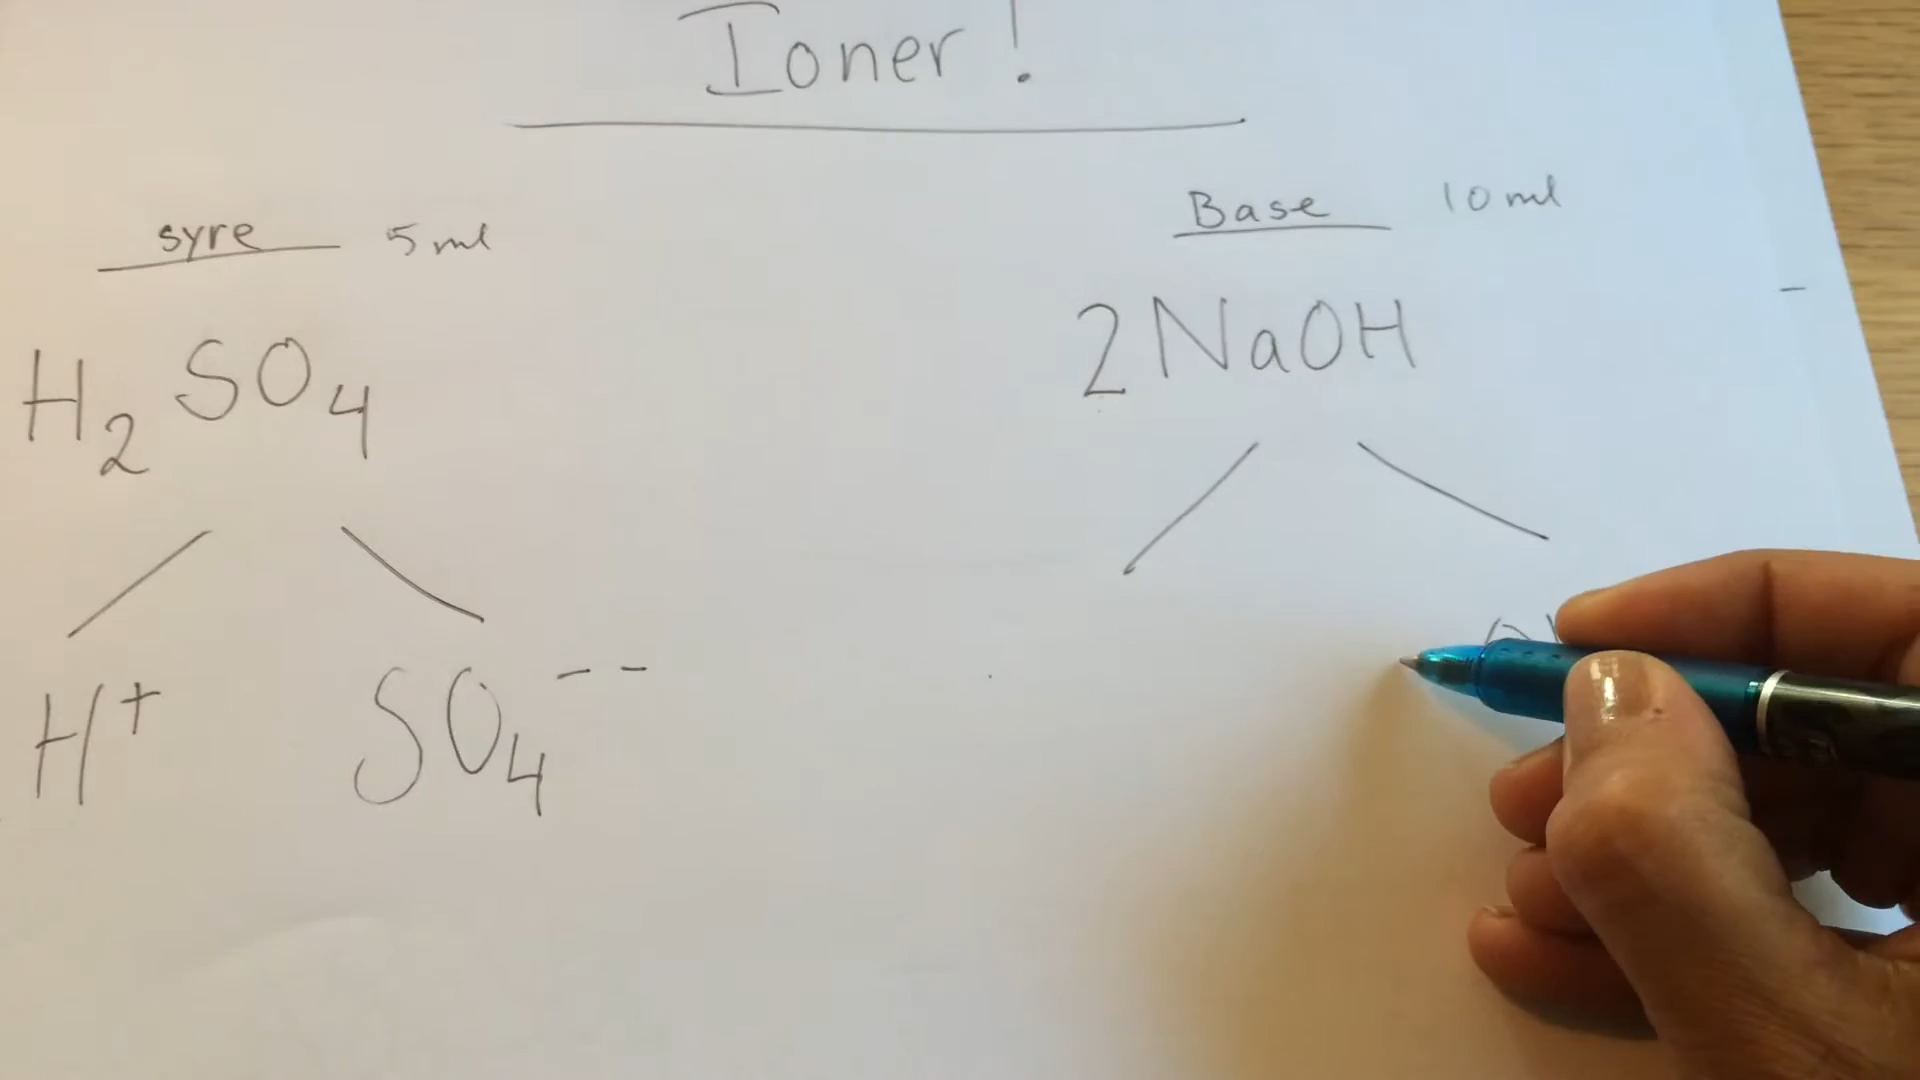 Ioner!
syre 5 ml
Base 10 ml
H₂SO₄
2NaOH
H⁺ SO₄⁻⁻